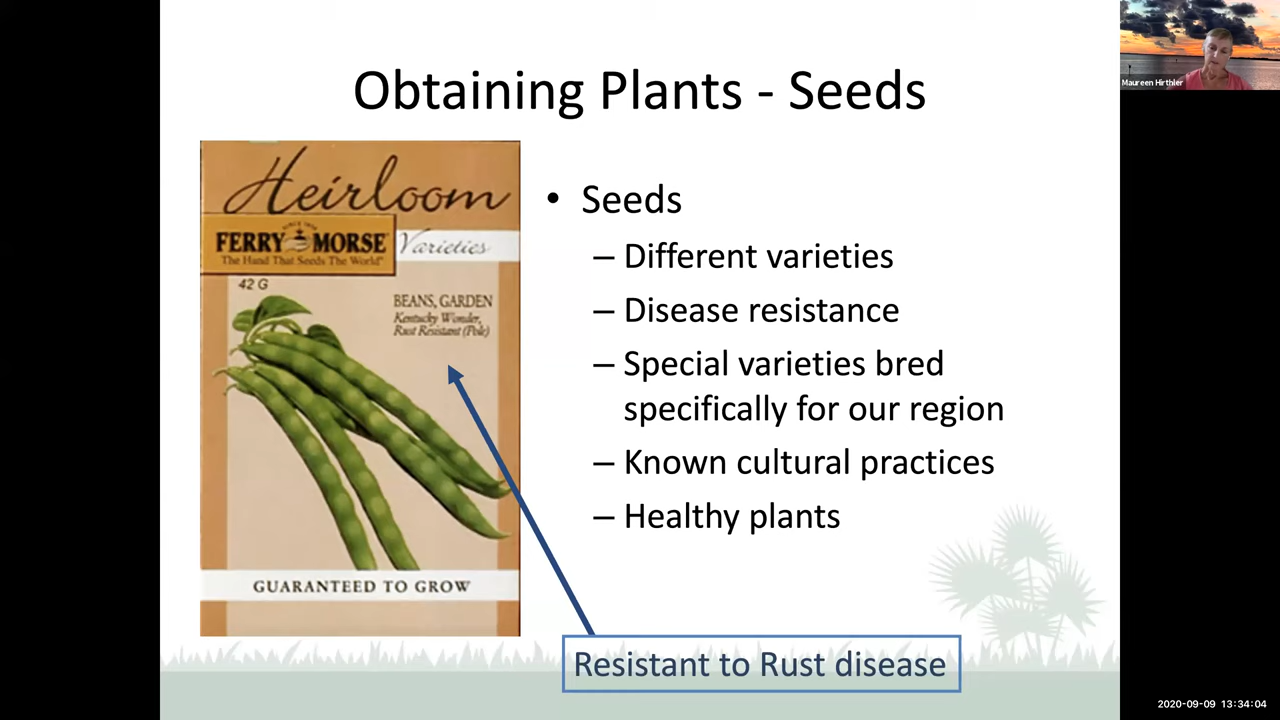 Obtaining Plants - Seeds
Maureen Hirthler
Heirloom
SINCE 1856
FERRY MORSE
Varieties
The Hand That Seeds The World
42 G
BEANS, GARDEN
Kentucky Wonder,
Rust Resistant (Pole)
GUARANTEED TO GROW
• Seeds
– Different varieties
– Disease resistance
– Special varieties bred
specifically for our region
– Known cultural practices
– Healthy plants
Resistant to Rust disease
2020-09-09 13:34:04